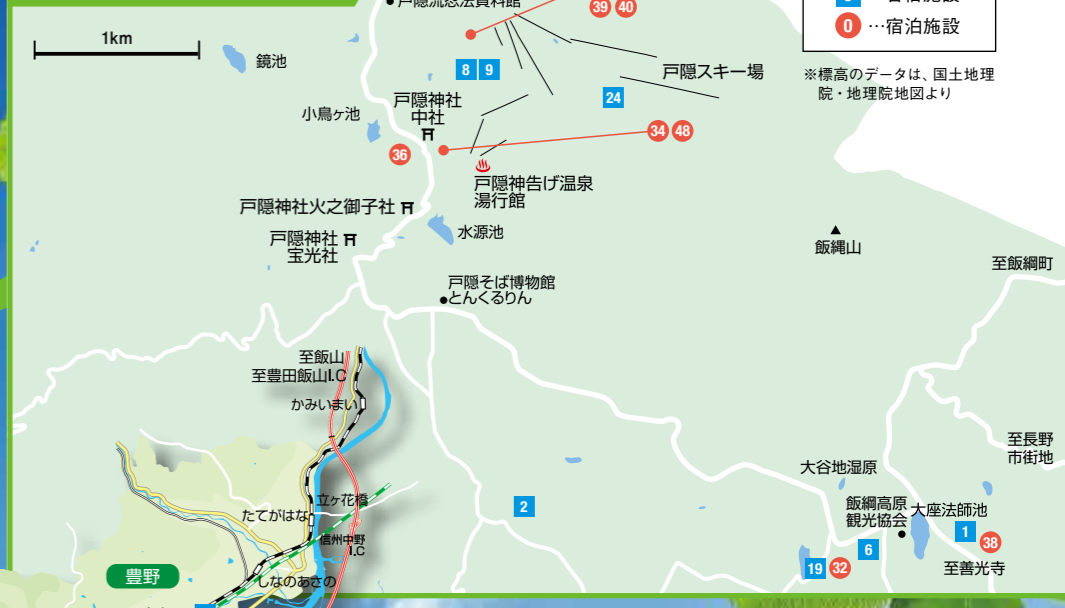 戸隠流忍法資料館
39 40
0 …宿泊施設
1km
鏡池
8 9
戸隠スキー場
※標高のデータは、国土地理
院・地理院地図より
24
戸隠神社
中社
小鳥ヶ池
34 48
36
戸隠神告げ温泉
湯行館
戸隠神社火之御子社
水源池
戸隠神社
宝光社
飯縄山
至飯綱町
戸隠そば博物館
とんくるりん
至飯山
至豊田飯山I.C
かみいまい
至長野
市街地
大谷地湿原
立ヶ花橋
たてがはな
2
飯綱高原
観光協会
大座法師池
信州中野
I.C
1
38
6
豊野
しなのあさの
19 32
至善光寺